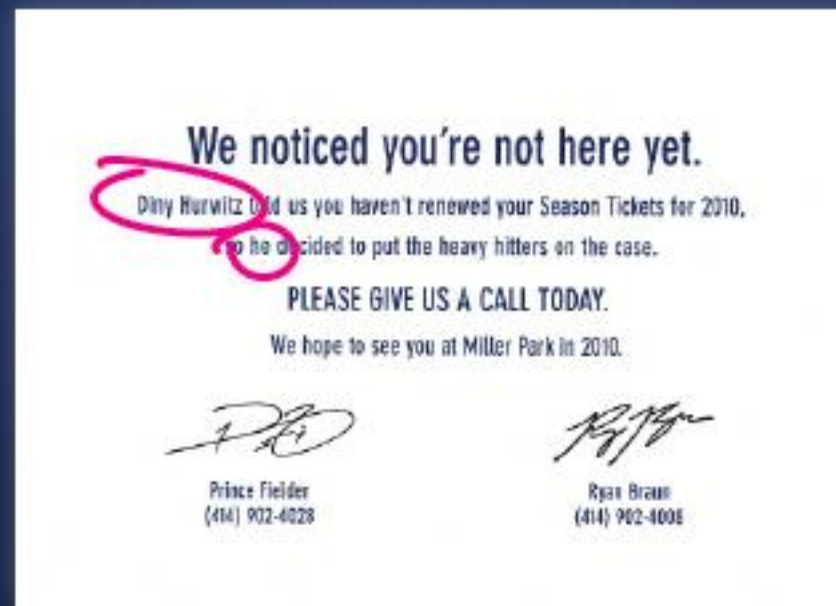 We noticed you're not here yet.
Diny Hurwitz told us you haven't renewed your Season Tickets for 2010,
so he decided to put the heavy hitters on the case.
PLEASE GIVE US A CALL TODAY.
We hope to see you at Miller Park in 2010.
Prince Fielder
Ryan Braun
(414) 902-4028
(414) 902-4008